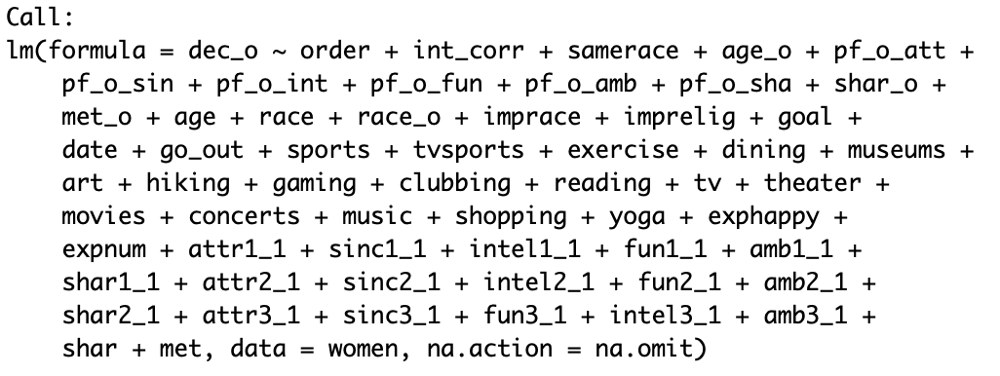 Call:
lm(formula = dec_o ~ order + int_corr + samerace + age_o + pf_o_att +
pf_o_sin + pf_o_int + pf_o_fun + pf_o_amb + pf_o_sha + shar_o +
met_o + age + race + race_o + imprace + imprelig + goal +
date + go_out + sports + tvsports + exercise + dining + museums +
art + hiking + gaming + clubbing + reading + tv + theater +
movies + concerts + music + shopping + yoga + exphappy +
expnum + attr1_1 + sinc1_1 + intel1_1 + fun1_1 + amb1_1 +
shar1_1 + attr2_1 + sinc2_1 + intel2_1 + fun2_1 + amb2_1 +
shar2_1 + attr3_1 + sinc3_1 + fun3_1 + intel3_1 + amb3_1 +
shar + met, data = women, na.action = na.omit)